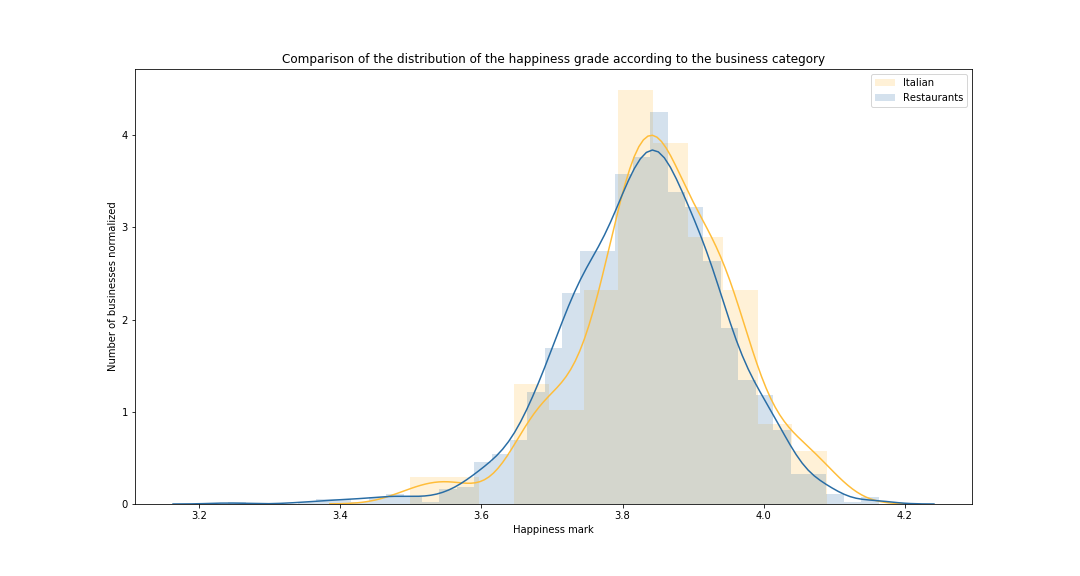 Comparison of the distribution of the happiness grade according to the business category
Italian
Restaurants
Number of businesses normalized
4
3
2
1
0
3.2 3.4 3.6 3.8 4.0 4.2
Happiness mark